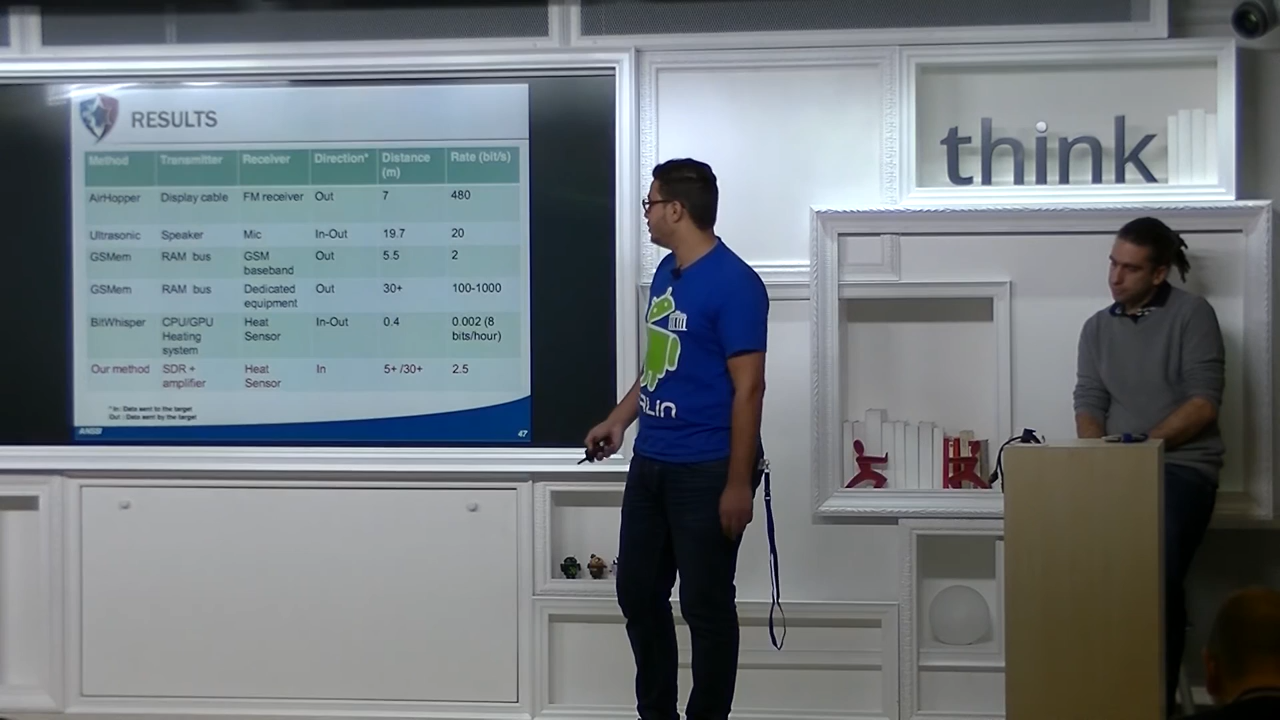 RESULTS
Method Transmitter Receiver Direction* Distance (m) Rate (bit/s)
AirHopper Display cable FM receiver Out 7 480
Ultrasonic Speaker Mic In-Out 19.7 20
GSMem RAM bus GSM baseband Out 5.5 2
GSMem RAM bus Dedicated equipment Out 30+ 100-1000
BitWhisper CPU/GPU Heating system Heat Sensor In-Out 0.4 0.002 (8 bits/hour)
Our method SDR + amplifier Heat Sensor In 5+ /30+ 2.5
* In : Data sent to the target
Out : Data sent by the target
ANSSI
47
think